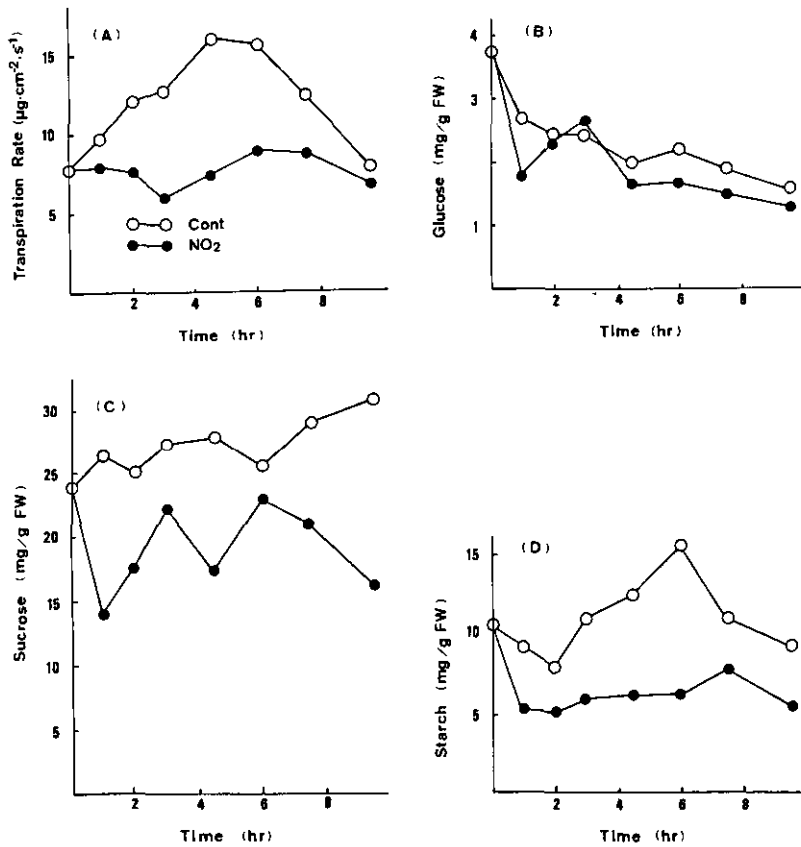 (A)
Transpiration Rate (μg·cm⁻²·s⁻¹)
15
10
5
Cont
NO₂
2 4 6 8
Time (hr)
(B)
Glucose (mg/g FW)
4
3
1
2 4 6 8
Time (hr)
(C)
Sucrose (mg/g FW)
30
25
20
15
10
5
2 4 6 8
Time (hr)
(D)
Starch (mg/g FW)
15
10
5
2 4 6 8
Time (hr)